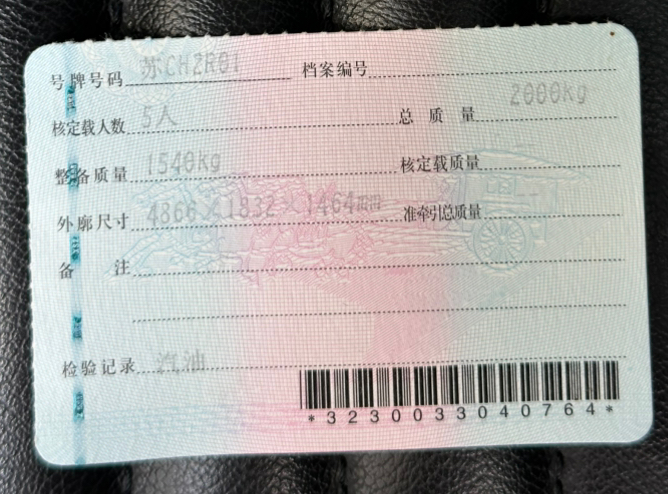 号牌号码 苏CH2R01 档案编号
核定载人数 5人 总质量 2000kg
整备质量 1540kg 核定载质量
外廓尺寸 4866×1832×1464mm 准牵引总质量
备注
检验记录 汽油
*3230033040764*